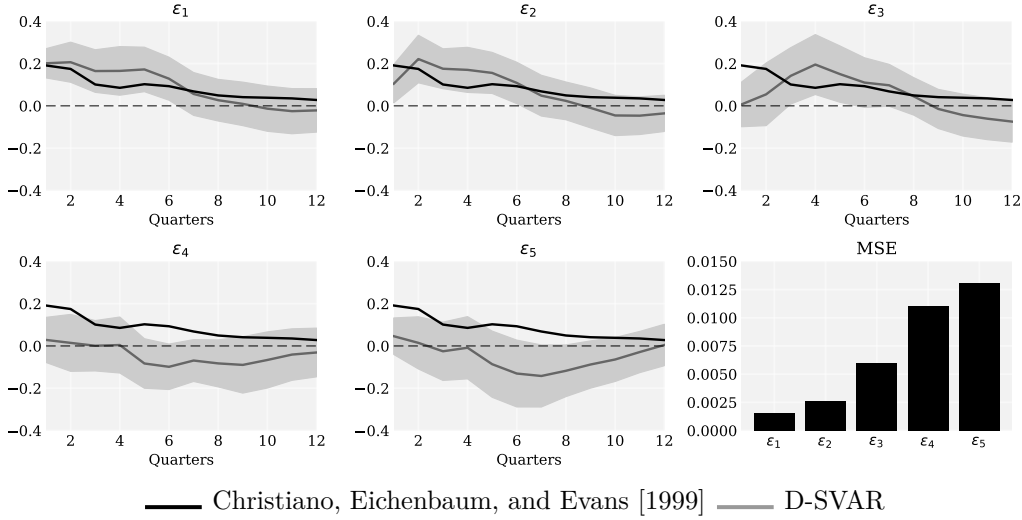 ε1
0.4
0.2
0.0
−0.2
−0.4
2 4 6 8 10 12
Quarters
ε2
0.4
0.2
0.0
−0.2
−0.4
2 4 6 8 10 12
Quarters
ε3
0.4
0.2
0.0
−0.2
−0.4
2 4 6 8 10 12
Quarters
ε4
0.4
0.2
0.0
−0.2
−0.4
2 4 6 8 10 12
Quarters
ε5
0.4
0.2
0.0
−0.2
−0.4
2 4 6 8 10 12
Quarters
MSE
0.0150
0.0125
0.0100
0.0075
0.0050
0.0025
0.0000
ε1 ε2 ε3 ε4 ε5
Christiano, Eichenbaum, and Evans [1999] D-SVAR